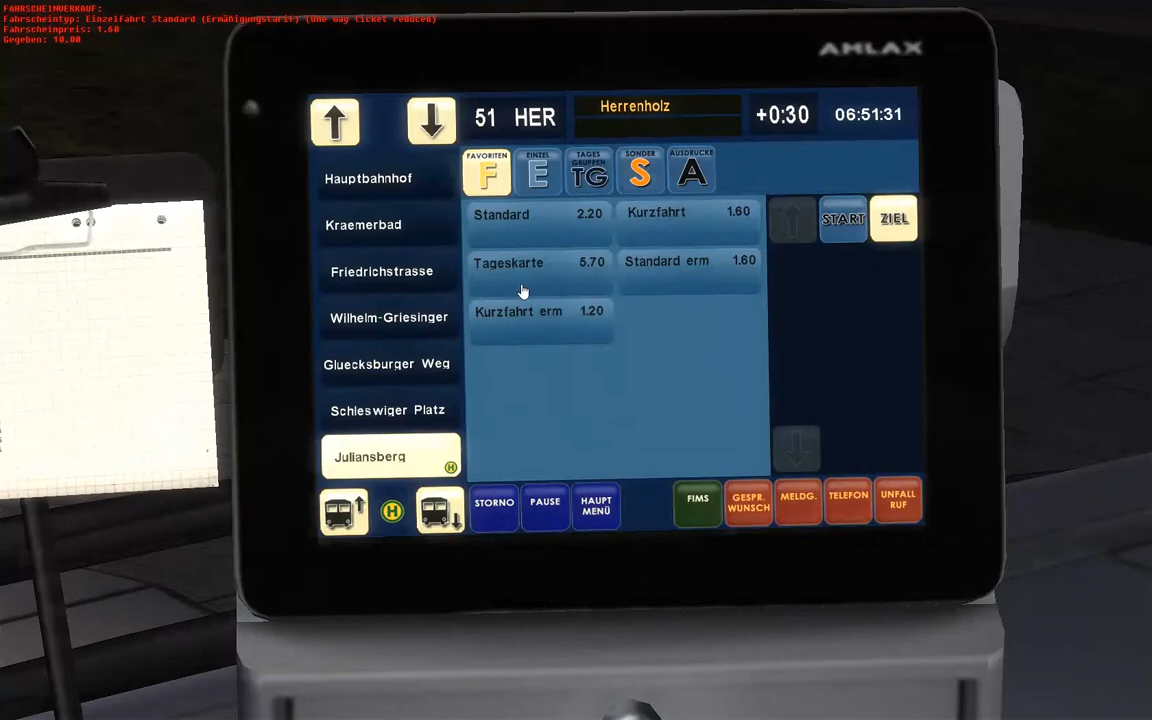 FAHRSCHEINVERKAUF:
Fahrscheintyp: Einzelfahrt Standard (Ermäßigungstarif) (One way ticket reduced)
Fahrscheinpreis: 1.60
Gegeben: 10.00
AMLAX
51 HER
Herrenholz
+0:30
06:51:31
FAVORITEN
F
EINZEL
E
TAGES
GRUPPEN
TG
SONDER
S
AUSDRUCKE
A
Hauptbahnhof
Kraemerbad
Friedrichstrasse
Wilhelm-Griesinger
Gluecksburger Weg
Schleswiger Platz
Juliansberg
H
Standard 2.20
Kurzfahrt 1.60
Tageskarte 5.70
Standard erm 1.60
Kurzfahrt erm 1.20
START
ZIEL
H
STORNO
PAUSE
HAUPT
MENÜ
FIMS
GESPR.
WUNSCH
MELDG.
TELEFON
UNFALL
RUF